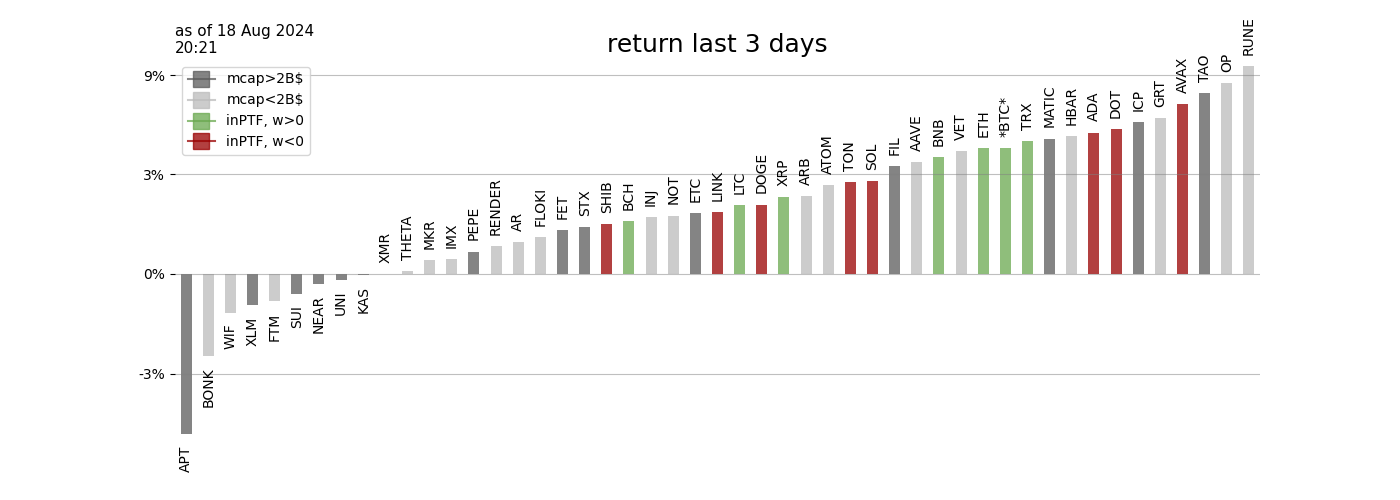 as of 18 Aug 2024
20:21
return last 3 days
mcap>2B$
mcap<2B$
inPTF, w>0
inPTF, w<0
9%
3%
0%
-3%
APT
BONK
WIF
XLM
FTM
SUI
NEAR
UNI
KAS
XMR
THETA
MKR
IMX
PEPE
RENDER
AR
FLOKI
FET
STX
SHIB
BCH
INJ
NOT
ETC
LINK
LTC
DOGE
XRP
ARB
ATOM
TON
SOL
FIL
AAVE
BNB
VET
ETH
*BTC*
TRX
MATIC
HBAR
ADA
DOT
ICP
GRT
AVAX
TAO
OP
RUNE